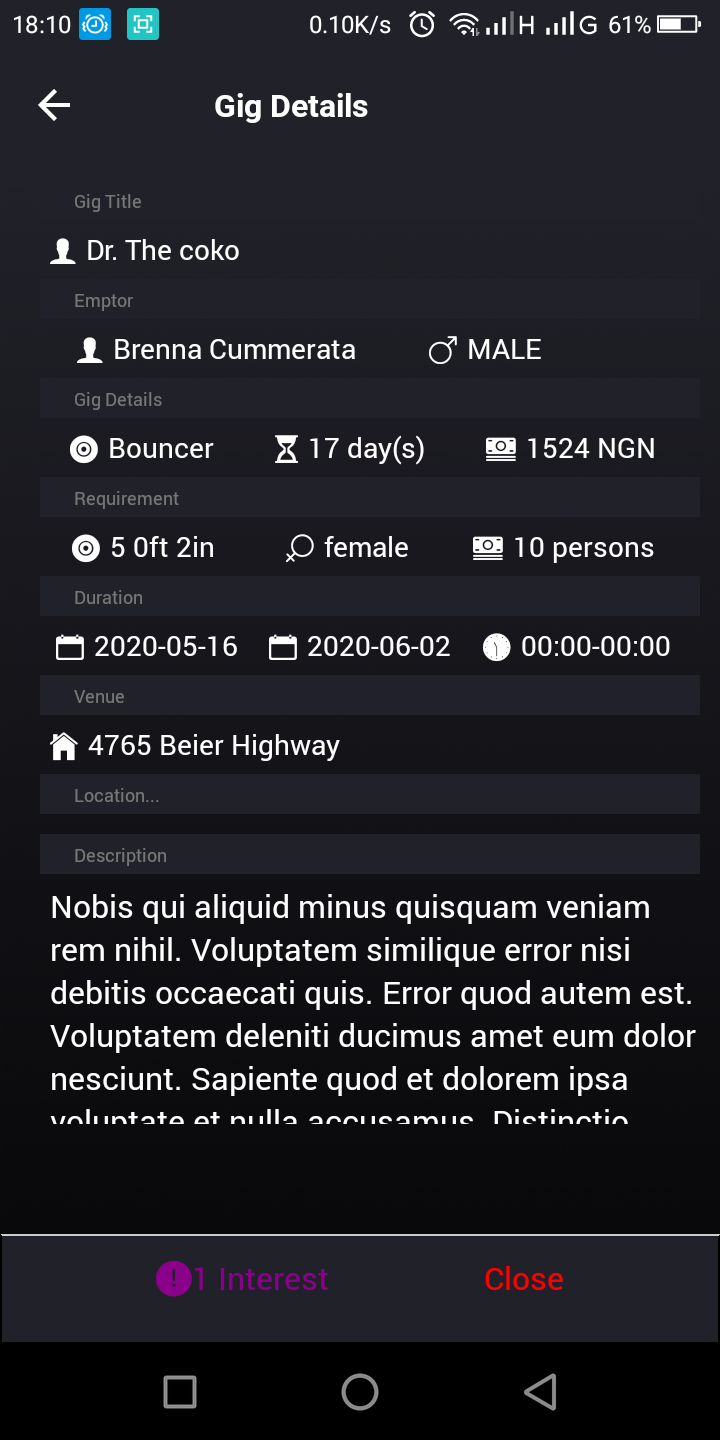 18:10 0.10K/s H G 61%
Gig Details
Gig Title
Dr. The coko
Emptor
Brenna Cummerata MALE
Gig Details
Bouncer 17 day(s) 1524 NGN
Requirement
5 0ft 2in female 10 persons
Duration
2020-05-16 2020-06-02 00:00-00:00
Venue
4765 Beier Highway
Location...
Description
Nobis qui aliquid minus quisquam veniam
rem nihil. Voluptatem similique error nisi
debitis occaecati quis. Error quod autem est.
Voluptatem deleniti ducimus amet eum dolor
nesciunt. Sapiente quod et dolorem ipsa
voluptate et nulla accusamus. Distinctio
1 Interest Close